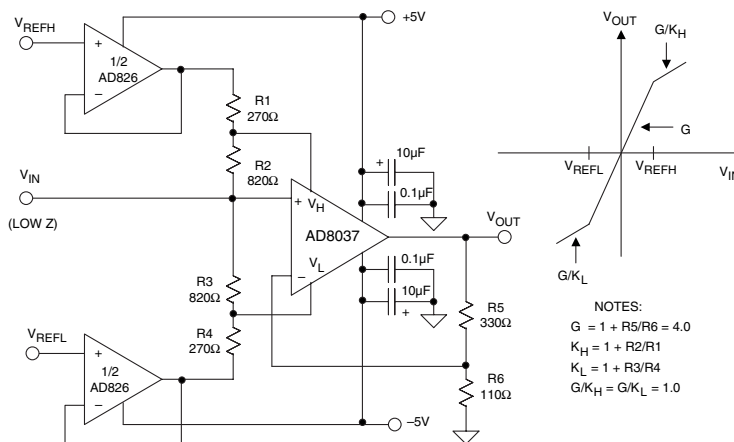 V_REFH
+
1/2
AD826
−
+5V
R1
270Ω
R2
820Ω
10µF
+
0.1µF
V_IN
(LOW Z)
+
V_H
AD8037
V_L
−
V_OUT
0.1µF
10µF
+
R3
820Ω
R4
270Ω
R5
330Ω
R6
110Ω
V_REFL
+
1/2
AD826
−
−5V
V_OUT
G/K_H
G
V_REFL
V_REFH
V_IN
G/K_L
NOTES:
G = 1 + R5/R6 = 4.0
K_H = 1 + R2/R1
K_L = 1 + R3/R4
G/K_H = G/K_L = 1.0